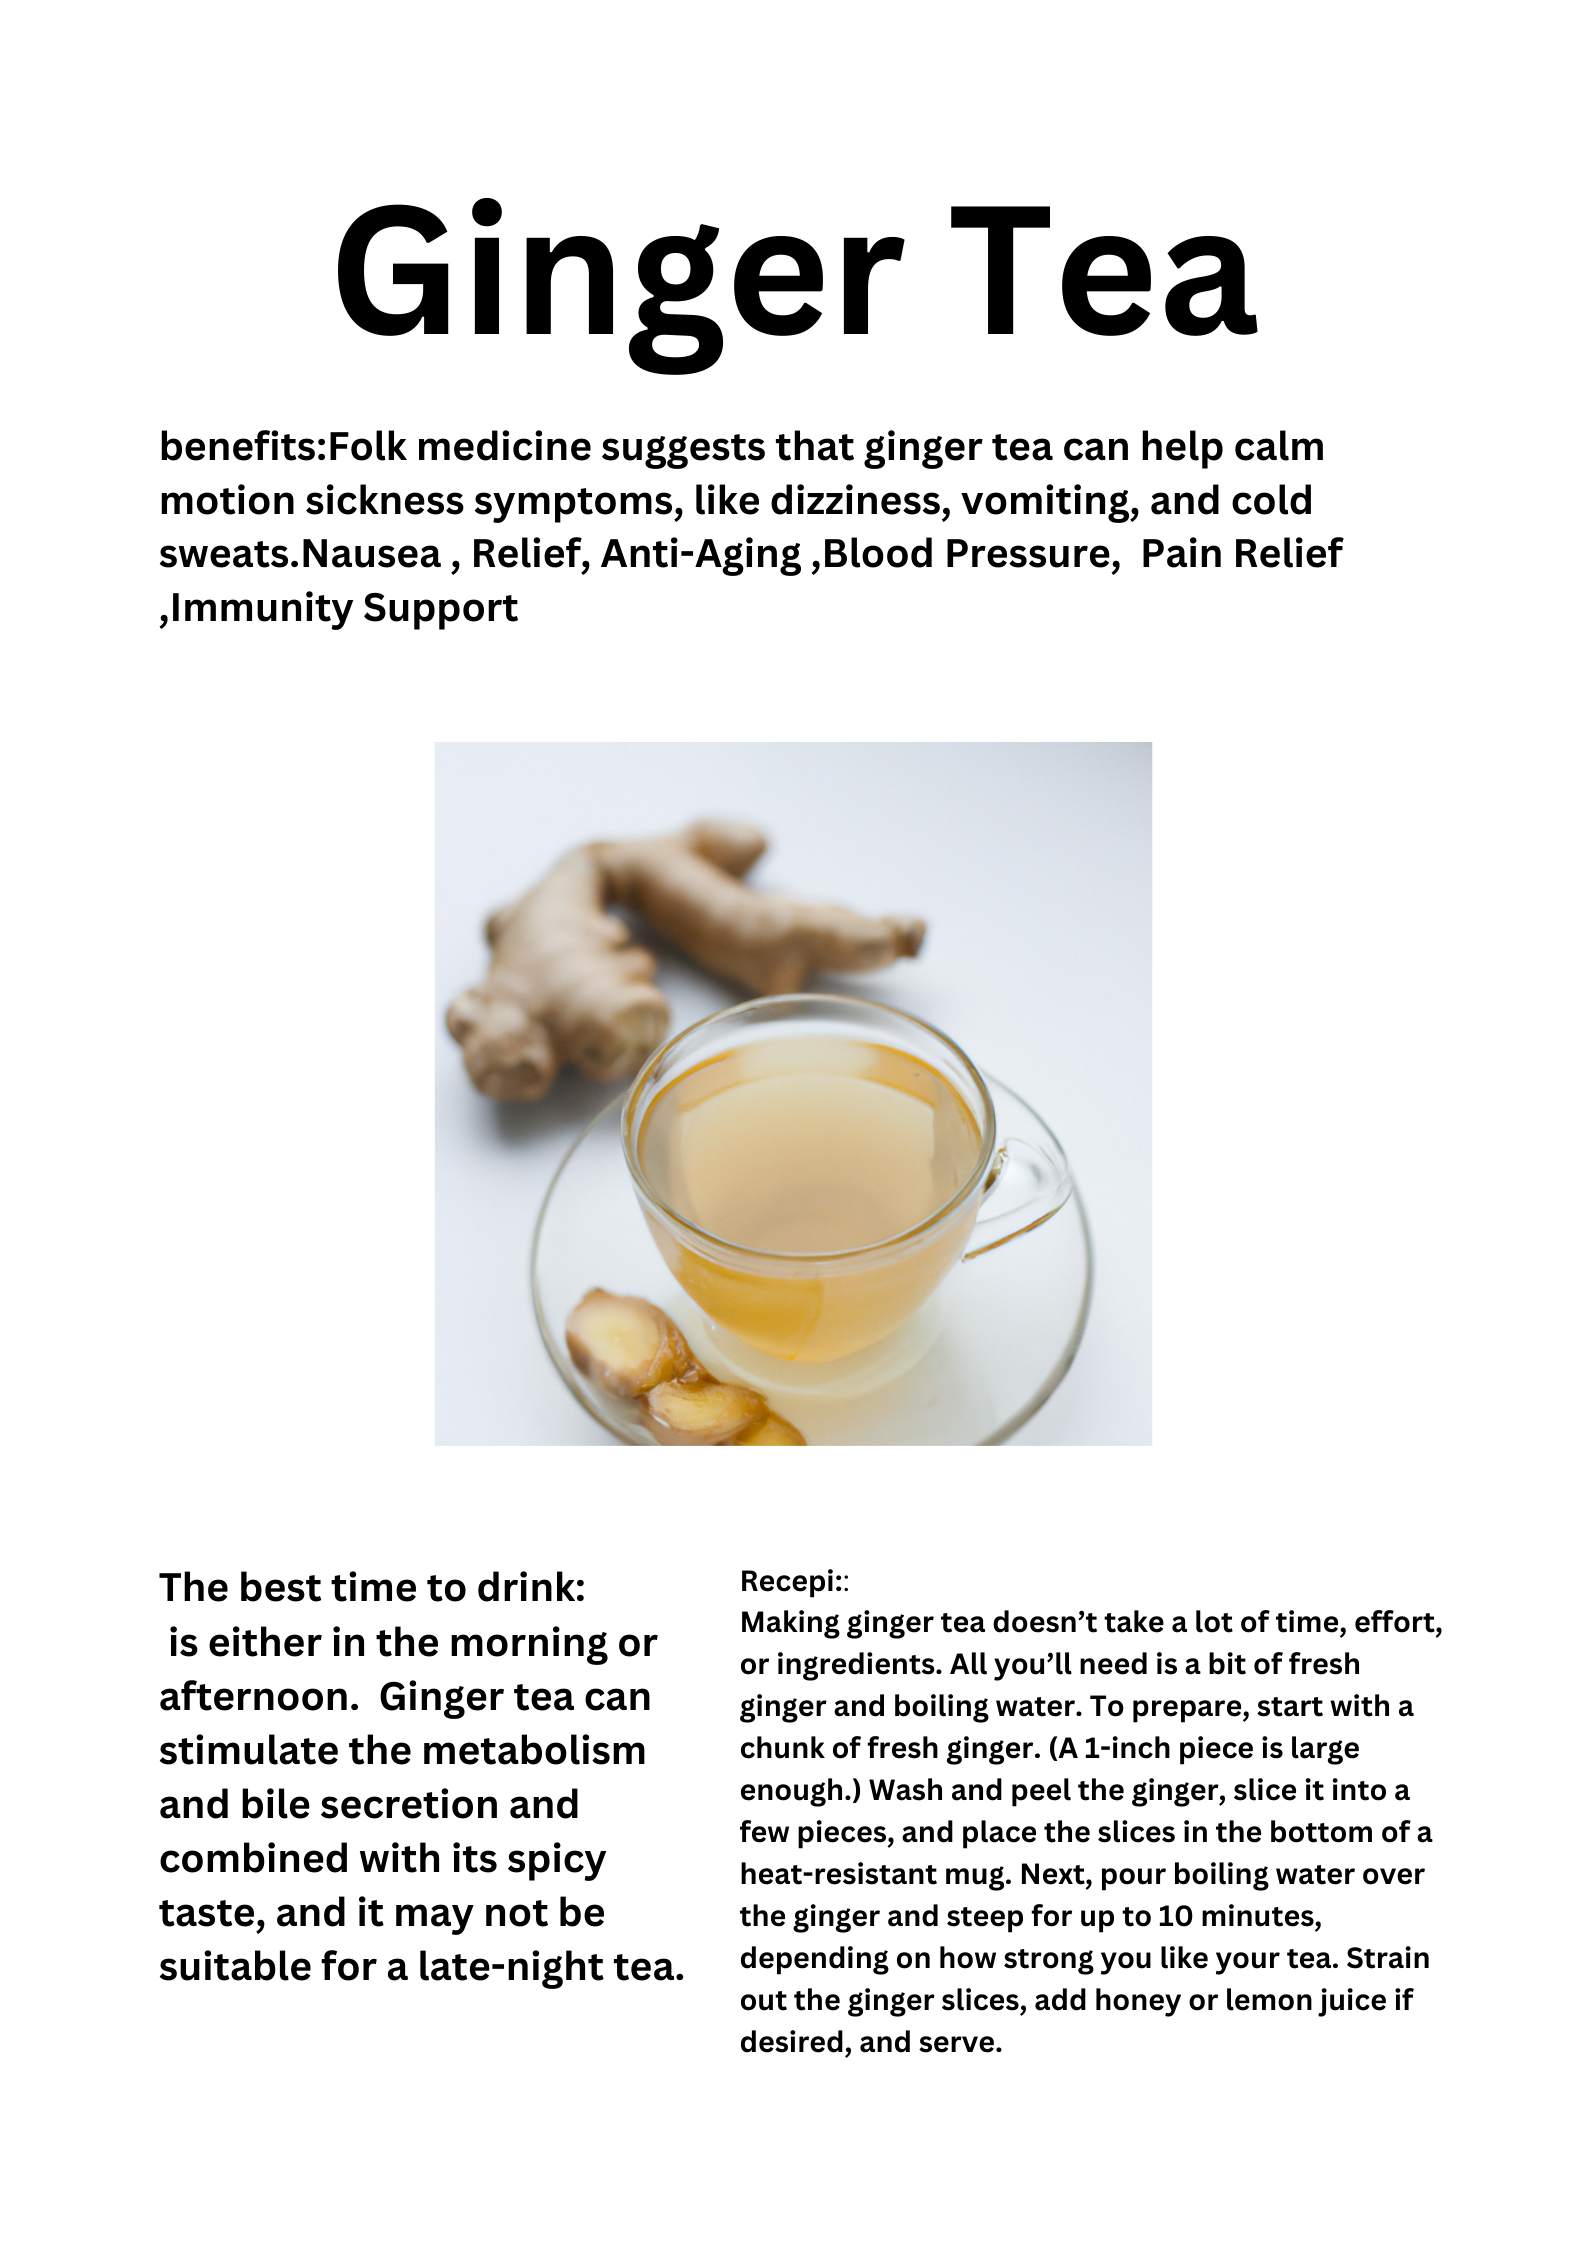 Ginger Tea
benefits:Folk medicine suggests that ginger tea can help calm
motion sickness symptoms, like dizziness, vomiting, and cold
sweats.Nausea , Relief, Anti-Aging ,Blood Pressure,  Pain Relief
,Immunity Support
The best time to drink:
is either in the morning or
afternoon.  Ginger tea can
stimulate the metabolism
and bile secretion and
combined with its spicy
taste, and it may not be
suitable for a late-night tea.
Recepi::
Making ginger tea doesn’t take a lot of time, effort,
or ingredients. All you’ll need is a bit of fresh
ginger and boiling water. To prepare, start with a
chunk of fresh ginger. (A 1-inch piece is large
enough.) Wash and peel the ginger, slice it into a
few pieces, and place the slices in the bottom of a
heat-resistant mug. Next, pour boiling water over
the ginger and steep for up to 10 minutes,
depending on how strong you like your tea. Strain
out the ginger slices, add honey or lemon juice if
desired, and serve.